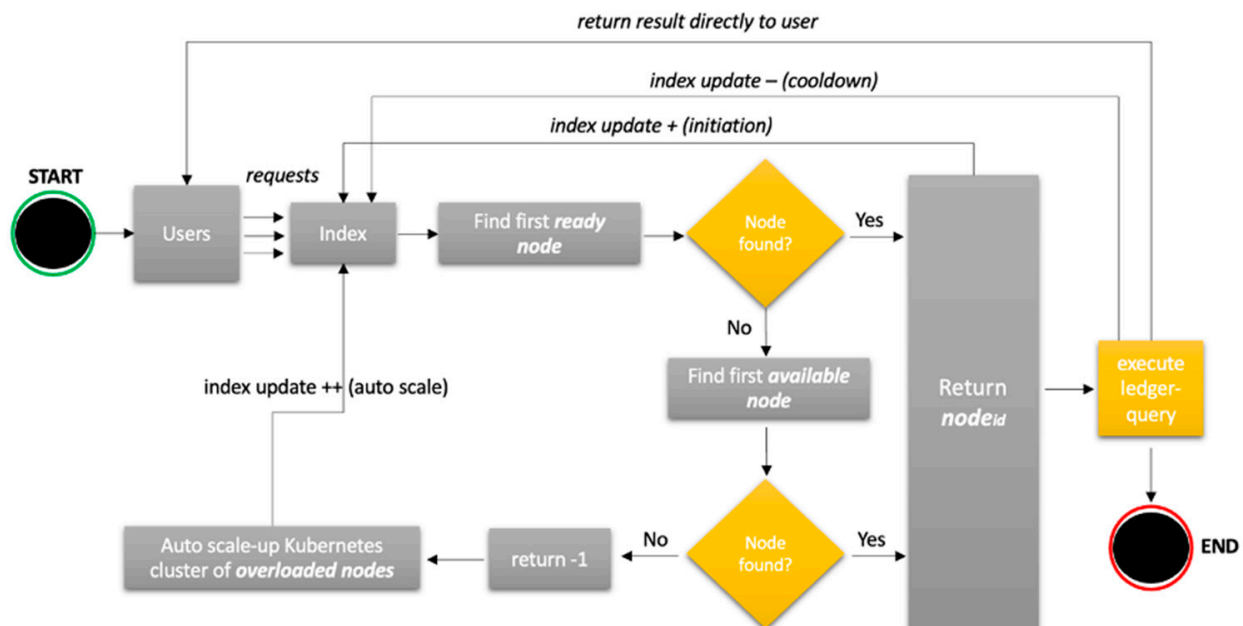 return result directly to user
index update – (cooldown)
index update + (initiation)
START
requests
Users
Index
Find first ready
node
Node
found?
Yes
No
Find first available
node
index update ++ (auto scale)
Return
nodeid
execute
ledger-
query
Auto scale-up Kubernetes
cluster of overloaded nodes
return -1
No
Node
found?
Yes
END